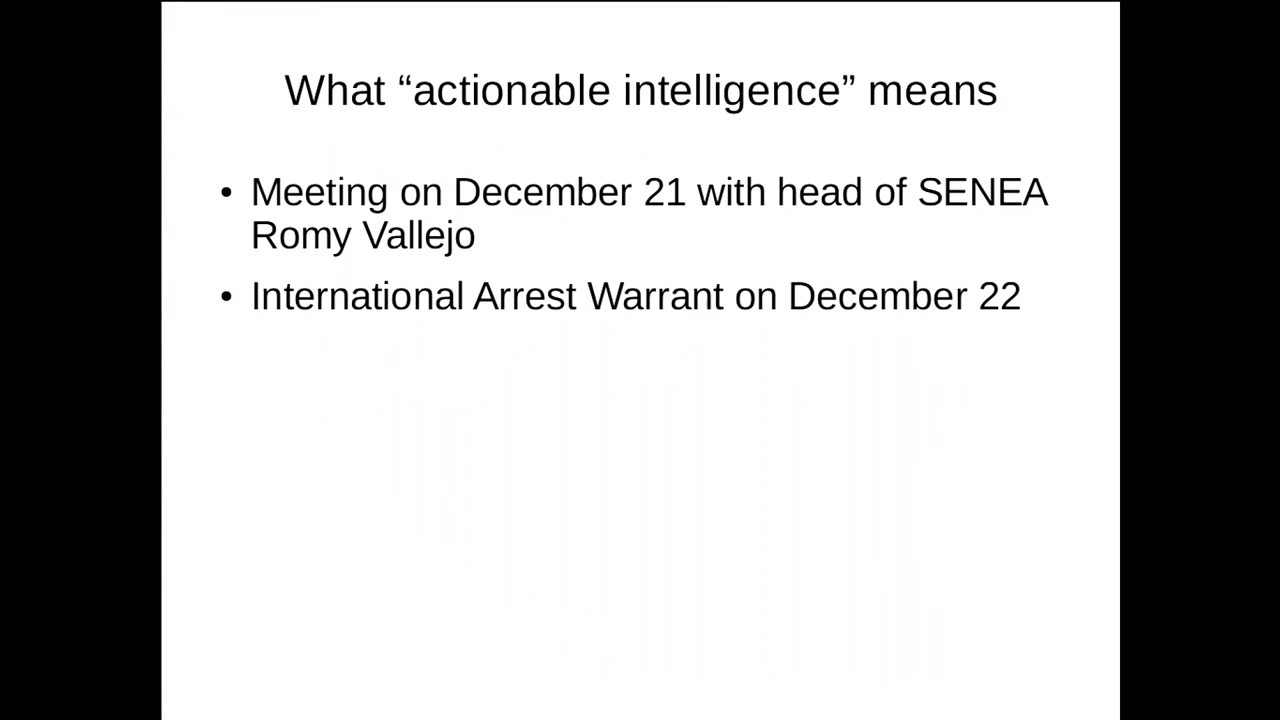 What “actionable intelligence” means
• Meeting on December 21 with head of SENEA
Romy Vallejo
• International Arrest Warrant on December 22